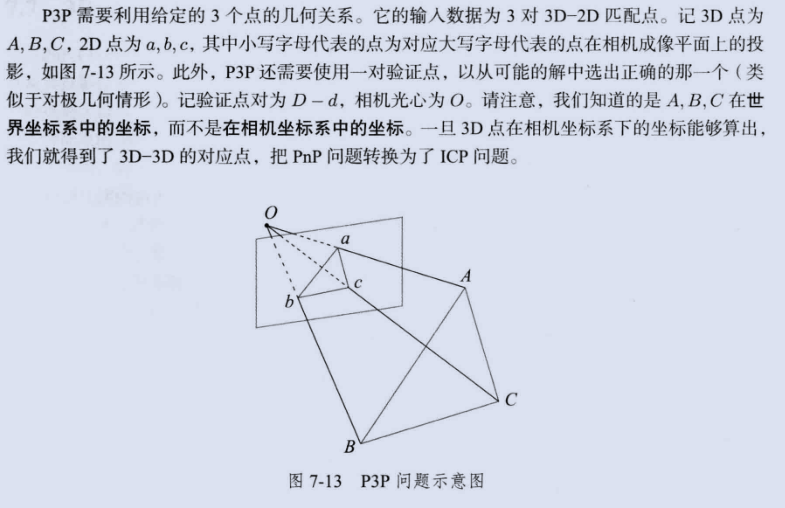 P3P 需要利用给定的 3 个点的几何关系。它的输入数据为 3 对 3D–2D 匹配点。记 3D 点为
A, B, C，2D 点为 a, b, c，其中小写字母代表的点为对应大写字母代表的点在相机成像平面上的投
影，如图 7-13 所示。此外，P3P 还需要使用一对验证点，以从可能的解中选出正确的那一个（类
似于对极几何情形）。记验证点对为 D − d，相机光心为 O。请注意，我们知道的是 A, B, C 在世
界坐标系中的坐标，而不是在相机坐标系中的坐标。一旦 3D 点在相机坐标系下的坐标能够算出，
我们就得到了 3D–3D 的对应点，把 PnP 问题转换为了 ICP 问题。
O
a
A
c
b
C
B
图 7-13 P3P 问题示意图